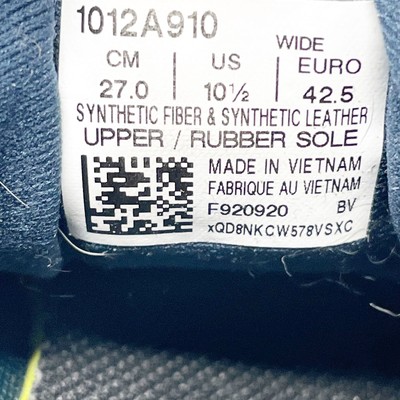 1012A910
WIDE
CM | US | EURO
27.0 | 10½ | 42.5
SYNTHETIC FIBER & SYNTHETIC LEATHER
UPPER / RUBBER SOLE
MADE IN VIETNAM
FABRIQUE AU VIETNAM
F920920 BV
xQD8NKCW578VSXC